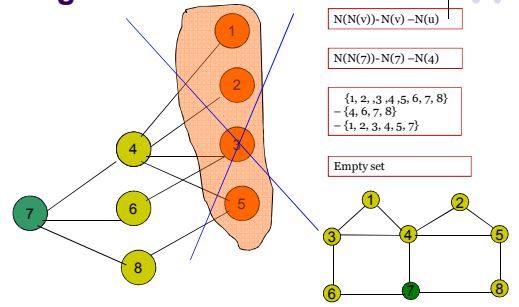 N(N(v))-N(v) –N(u)
N(N(7))-N(7) –N(4)
{1, 2, ,3 ,4 ,5, 6, 7, 8}
– {4, 6, 7, 8}
– {1, 2, 3, 4, 5, 7}
Empty set
1
2
3
4
5
6
7
8
1
2
3
4
5
6
7
8